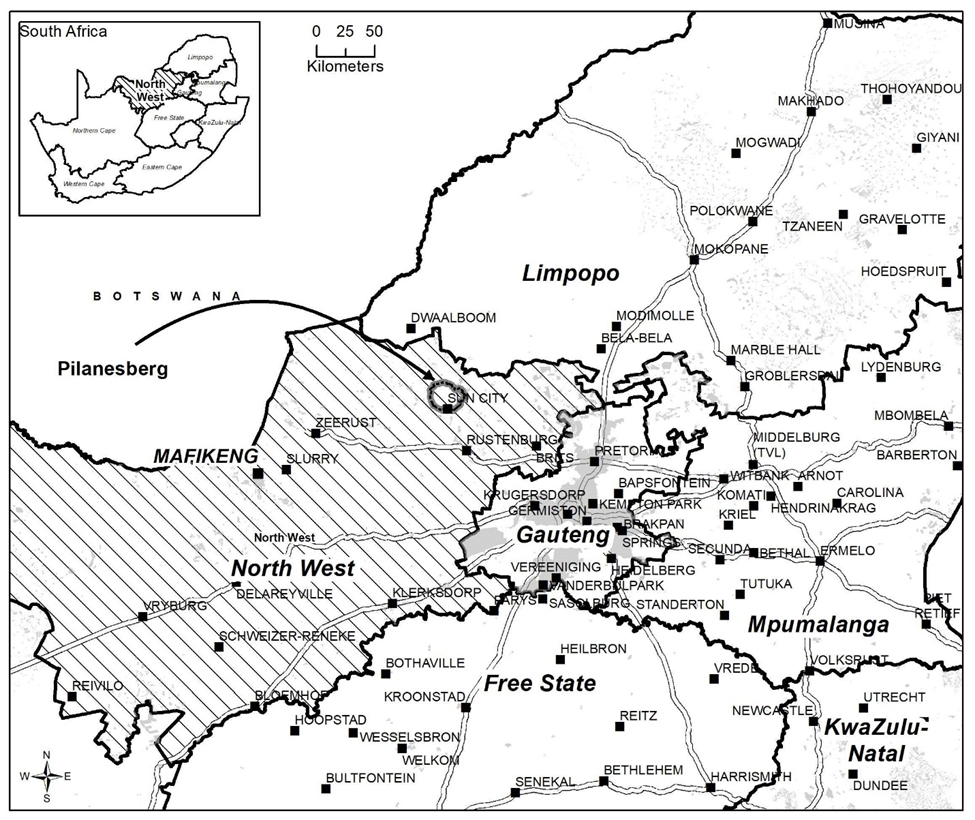 South Africa
Limpopo
North
West
Free State
Northern Cape
Eastern Cape
Western Cape
0 25 50
Kilometers
MUSINA
THOHOYANDOU
MAKHADO
GIYANI
MOGWADI
POLOKWANE
TZANEEN
GRAVELOTTE
MOKOPANE
HOEDSPRUIT
Limpopo
BOTSWANA
DWAALBOOM
MODIMOLLE
BELA-BELA
MARBLE HALL
LYDENBURG
Pilanesberg
SUN CITY
MBOMBELA
ZEERUST
RUSTENBURG
MIDDELBURG
(TVL)
MAFIKENG
SLURRY
BRITS
BARBERTON
BAPSFONTEIN
WITBANK
ARNOT
KRUGERSDORP
KEMPTON PARK
KOMATI
CAROLINA
GERMISTON
HENDRINA
KRAG
KRIEL
BRAKPAN
North West
Gauteng
SPRINGS
SECUNDA
BETHAL
ERMELO
North West
VEREENIGING
HEIDELBERG
DELAREYVILLE
KLERKSDORP
VANDERBIJLPARK
TUTUKA
PARYS
SASOLBURG
STANDERTON
PIET
RETIEF
VRYBURG
Mpumalanga
SCHWEIZER-RENEKE
HEILBRON
BOTHAVILLE
VREDE
VOLKSRUST
REIVILO
Free State
BLOEMHOF
KROONSTAD
UTRECHT
HOOPSTAD
REITZ
NEWCASTLE
KwaZulu-
Natal
WESSELSBRON
WELKOM
BULTFONTEIN
SENEKAL
BETHLEHEM
HARRISMITH
DUNDEE
N
W E
S